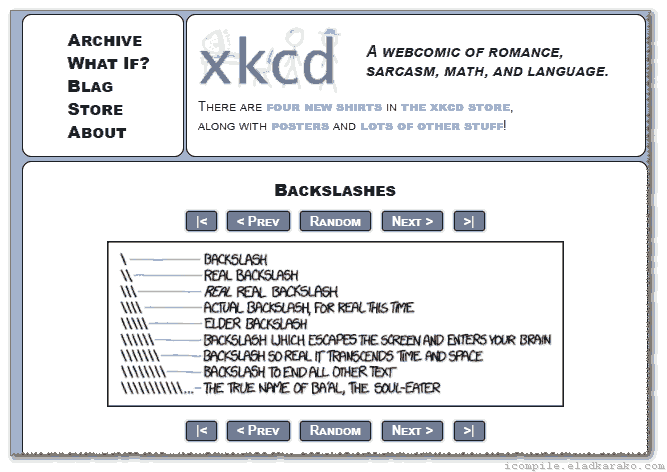 ARCHIVE
WHAT IF?
BLAG
STORE
ABOUT
xkcd
A WEBCOMIC OF ROMANCE,
SARCASM, MATH, AND LANGUAGE.
THERE ARE FOUR NEW SHIRTS IN THE XKCD STORE,
ALONG WITH POSTERS AND LOTS OF OTHER STUFF!
BACKSLASHES
|< < PREV RANDOM NEXT > >|
\ BACKSLASH
\\ REAL BACKSLASH
\\\ REAL REAL BACKSLASH
\\\\ ACTUAL BACKSLASH, FOR REAL THIS TIME
\\\\\ ELDER BACKSLASH
\\\\\\ BACKSLASH WHICH ESCAPES THE SCREEN AND ENTERS YOUR BRAIN
\\\\\\\ BACKSLASH SO REAL IT TRANSCENDS TIME AND SPACE
\\\\\\\\ BACKSLASH TO END ALL OTHER TEXT
\\\\\\\\\\\... THE TRUE NAME OF BA'AL, THE SOUL-EATER
|< < PREV RANDOM NEXT > >|
icompile.eladkarako.com